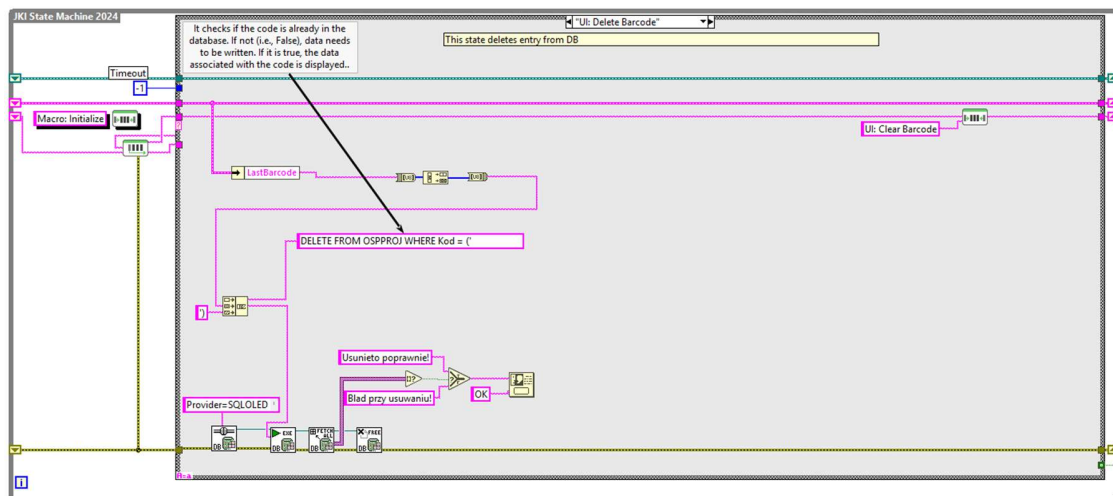 JKI State Machine 2024
"UI: Delete Barcode"
It checks if the code is already in the
database. If not (i.e., False), data needs
to be written. If it is true, the data
associated with the code is displayed..
This state deletes entry from DB
Timeout
-1
Macro: Initialize
UI: Clear Barcode
LastBarcode
[U8]
[U8]
DELETE FROM OSPPROJ WHERE Kod = ('
')
Usunieto poprawnie!
[]?
?
Blad przy usuwaniu!
OK
Provider=SQLOLED '
DB
EXE
DB
FETCH
ALL
DB
FREE
DB
A=a
i